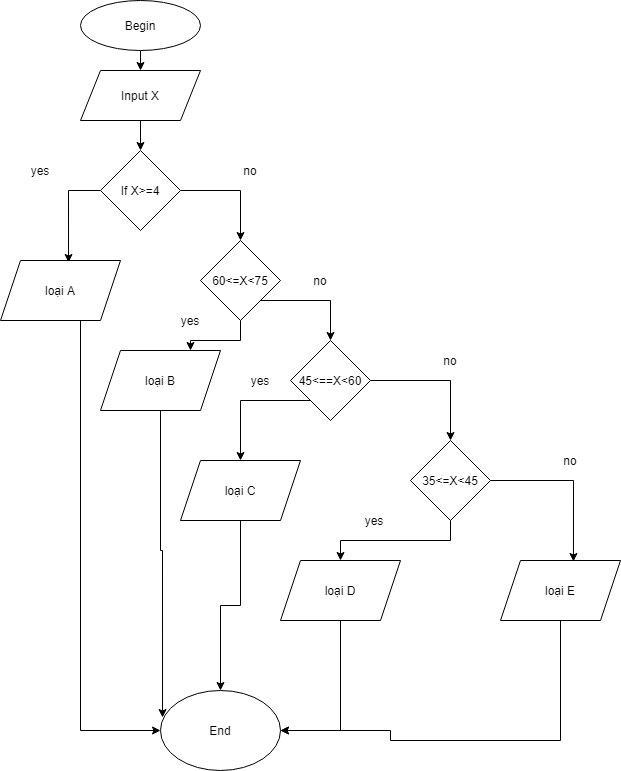 Begin
Input X
yes
no
If X>=4
60<=X<75
no
loại A
yes
45<==X<60
no
loại B
yes
35<=X<45
no
loại C
yes
loại D
loại E
End